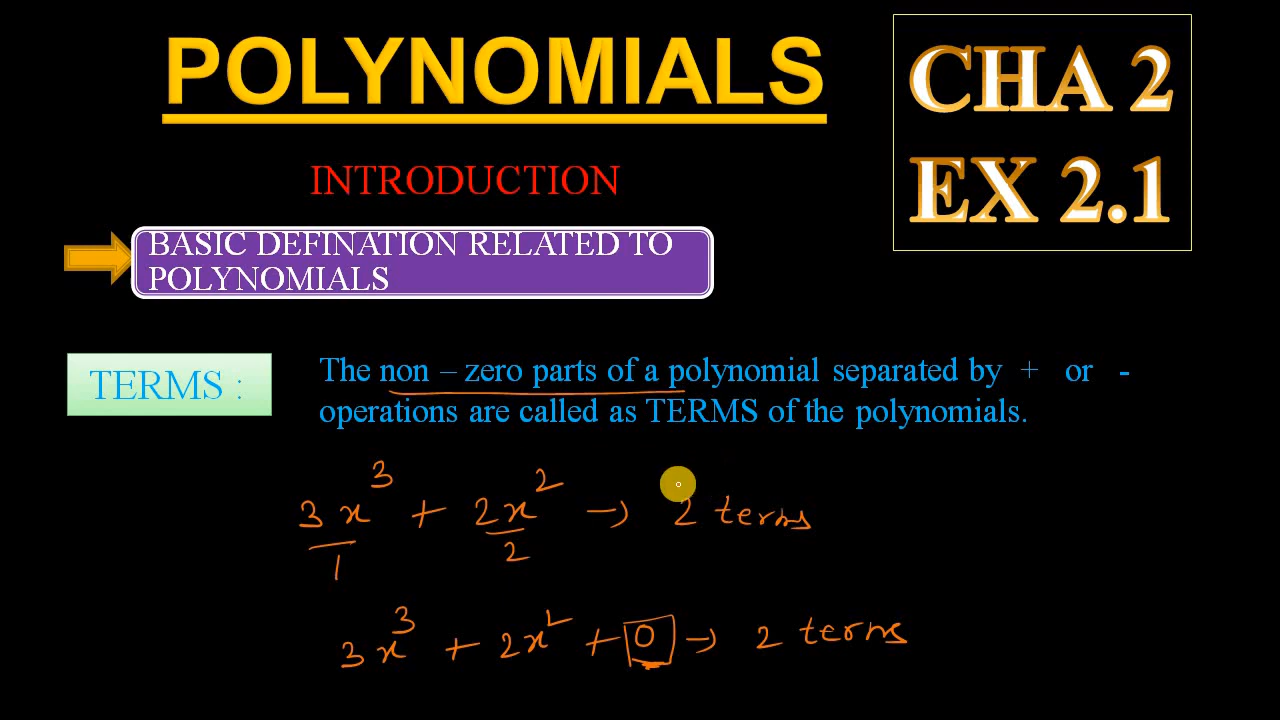 POLYNOMIALS
CHA 2
EX 2.1
INTRODUCTION
BASIC DEFINATION RELATED TO
POLYNOMIALS
TERMS :
The non – zero parts of a polynomial separated by + or -
operations are called as TERMS of the polynomials.
3x³ + 2x² → 2 terms
1 2
3x³ + 2x² + 0 → 2 terms